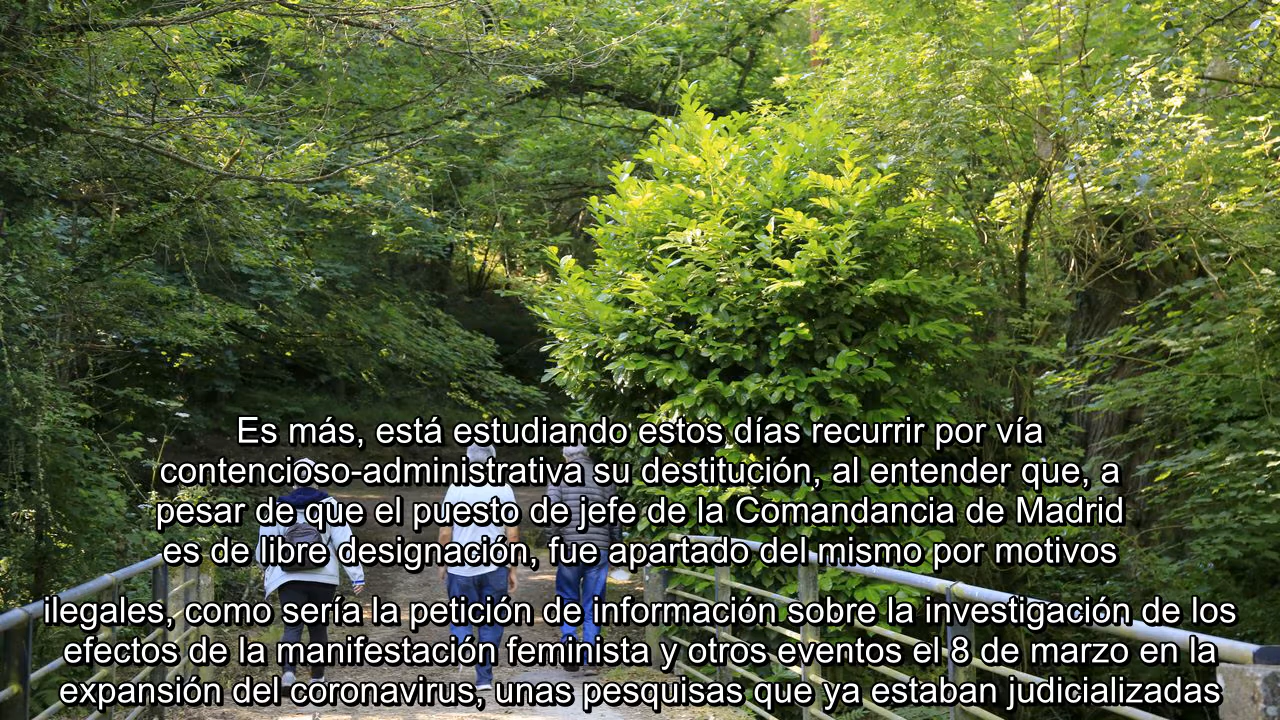 Es más, está estudiando estos días recurrir por vía
contencioso-administrativa su destitución, al entender que, a
pesar de que el puesto de jefe de la Comandancia de Madrid
es de libre designación, fue apartado del mismo por motivos
ilegales, como sería la petición de información sobre la investigación de los
efectos de la manifestación feminista y otros eventos el 8 de marzo en la
expansión del coronavirus, unas pesquisas que ya estaban judicializadas